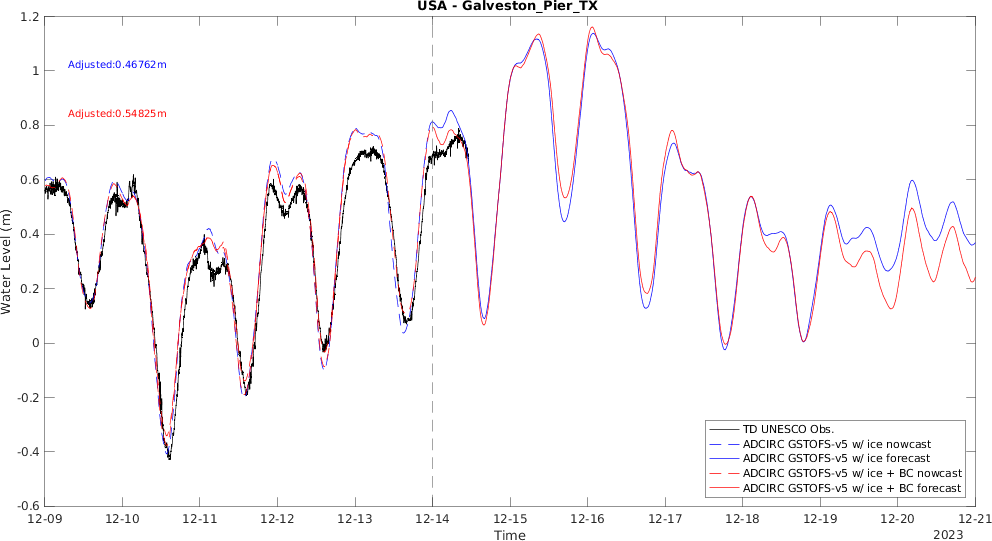 USA - Galveston_Pier_TX
Adjusted:0.46762m
Adjusted:0.54825m
Water Level (m)
1.2
1
0.8
0.6
0.4
0.2
0
-0.2
-0.4
-0.6
TD UNESCO Obs.
ADCIRC GSTOFS-v5 w/ ice nowcast
ADCIRC GSTOFS-v5 w/ ice forecast
ADCIRC GSTOFS-v5 w/ ice + BC nowcast
ADCIRC GSTOFS-v5 w/ ice + BC forecast
12-09 12-10 12-11 12-12 12-13 12-14 12-15 12-16 12-17 12-18 12-19 12-20 12-21
Time
2023